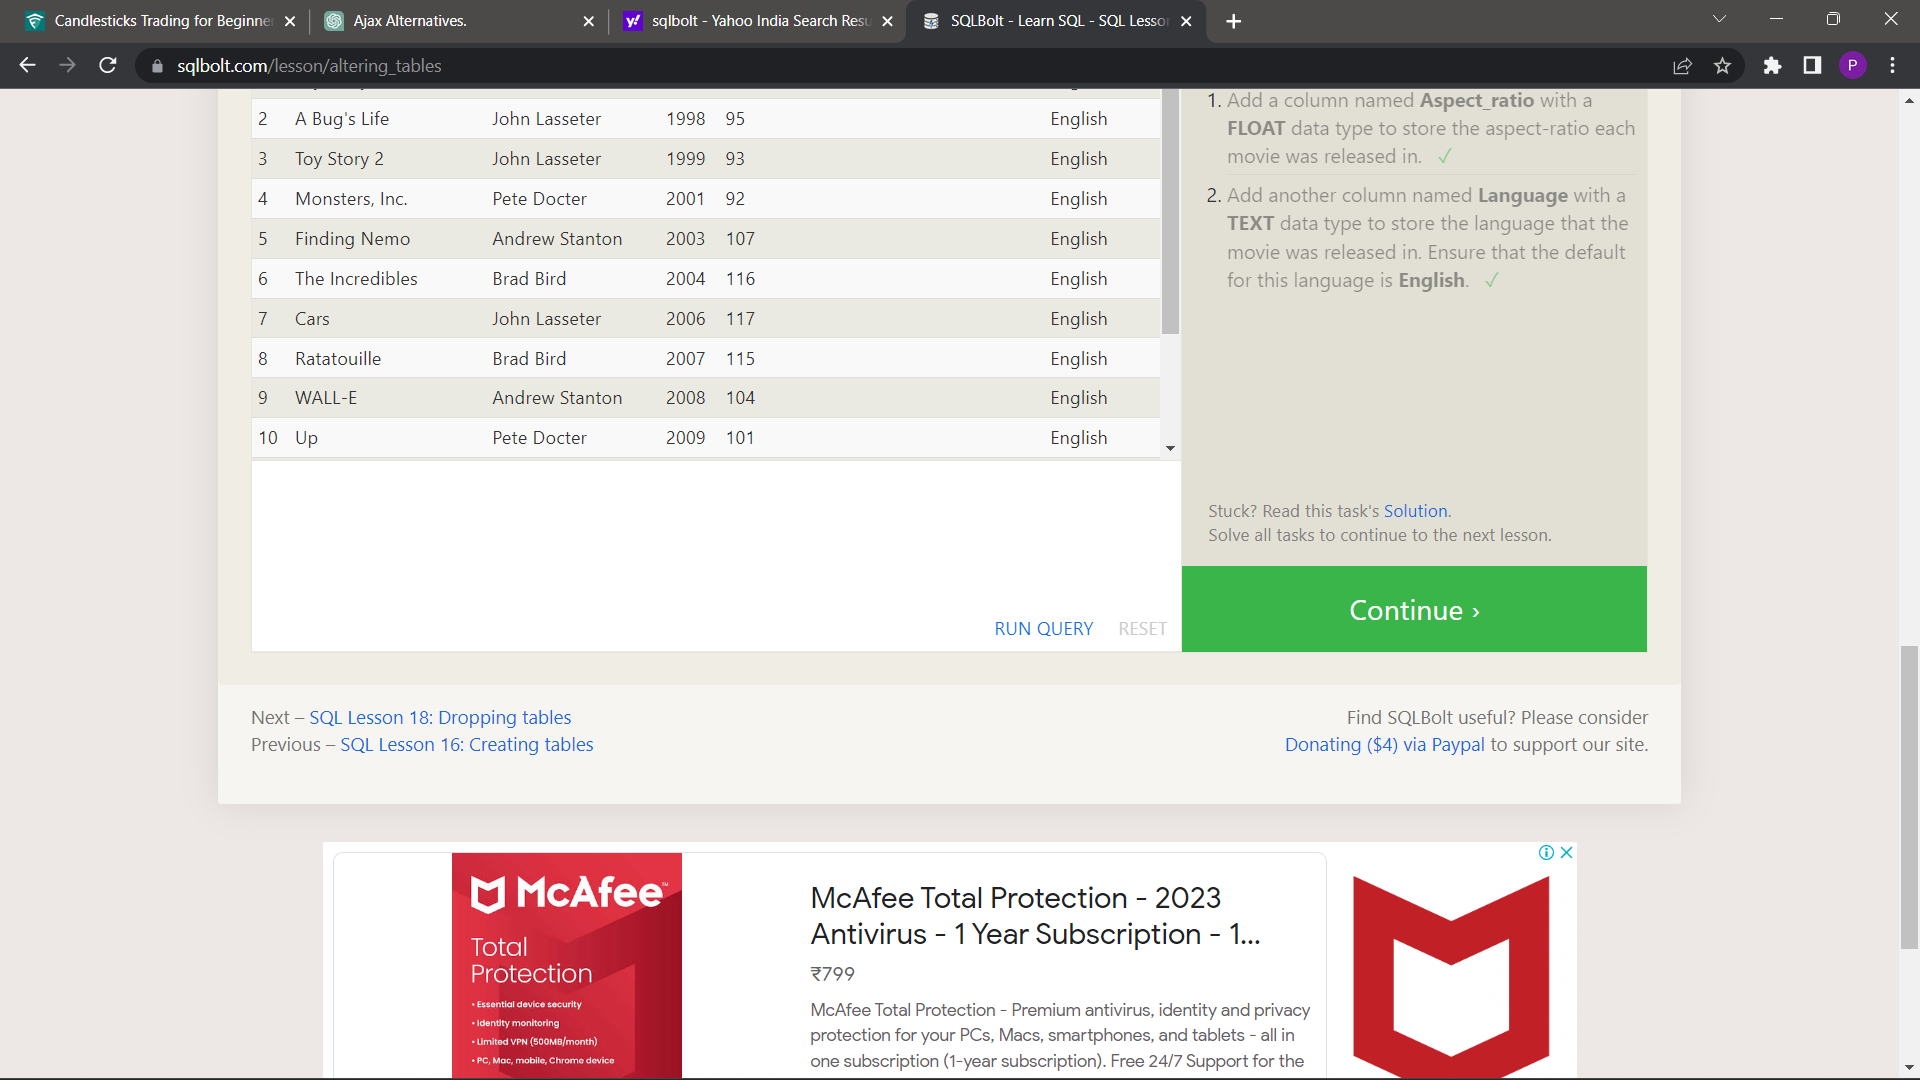 Candlesticks Trading for Beginner
Ajax Alternatives.
sqlbolt - Yahoo India Search Resu
SQLBolt - Learn SQL - SQL Lesson
sqlbolt.com/lesson/altering_tables
P
2 A Bug's Life John Lasseter 1998 95 English
3 Toy Story 2 John Lasseter 1999 93 English
4 Monsters, Inc. Pete Docter 2001 92 English
5 Finding Nemo Andrew Stanton 2003 107 English
6 The Incredibles Brad Bird 2004 116 English
7 Cars John Lasseter 2006 117 English
8 Ratatouille Brad Bird 2007 115 English
9 WALL-E Andrew Stanton 2008 104 English
10 Up Pete Docter 2009 101 English
RUN QUERY RESET
1. Add a column named Aspect_ratio with a
FLOAT data type to store the aspect-ratio each
movie was released in. ✓
2. Add another column named Language with a
TEXT data type to store the language that the
movie was released in. Ensure that the default
for this language is English. ✓
Stuck? Read this task's Solution.
Solve all tasks to continue to the next lesson.
Continue ›
Next – SQL Lesson 18: Dropping tables
Previous – SQL Lesson 16: Creating tables
Find SQLBolt useful? Please consider
Donating ($4) via Paypal to support our site.
McAfee™
Total
Protection
• Essential device security
• Identity monitoring
• Limited VPN (500MB/month)
• PC, Mac, mobile, Chrome device
McAfee Total Protection - 2023
Antivirus - 1 Year Subscription - 1...
₹799
McAfee Total Protection - Premium antivirus, identity and privacy
protection for your PCs, Macs, smartphones, and tablets - all in
one subscription (1-year subscription). Free 24/7 Support for the